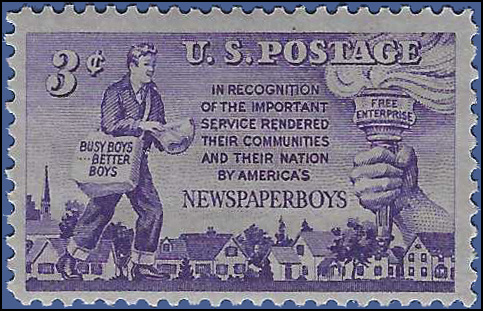 3¢
U.S. POSTAGE
IN RECOGNITION
OF THE IMPORTANT
SERVICE RENDERED
THEIR COMMUNITIES
AND THEIR NATION
BY AMERICA'S
NEWSPAPERBOYS
FREE
ENTERPRISE
BUSY BOYS
...BETTER
BOYS